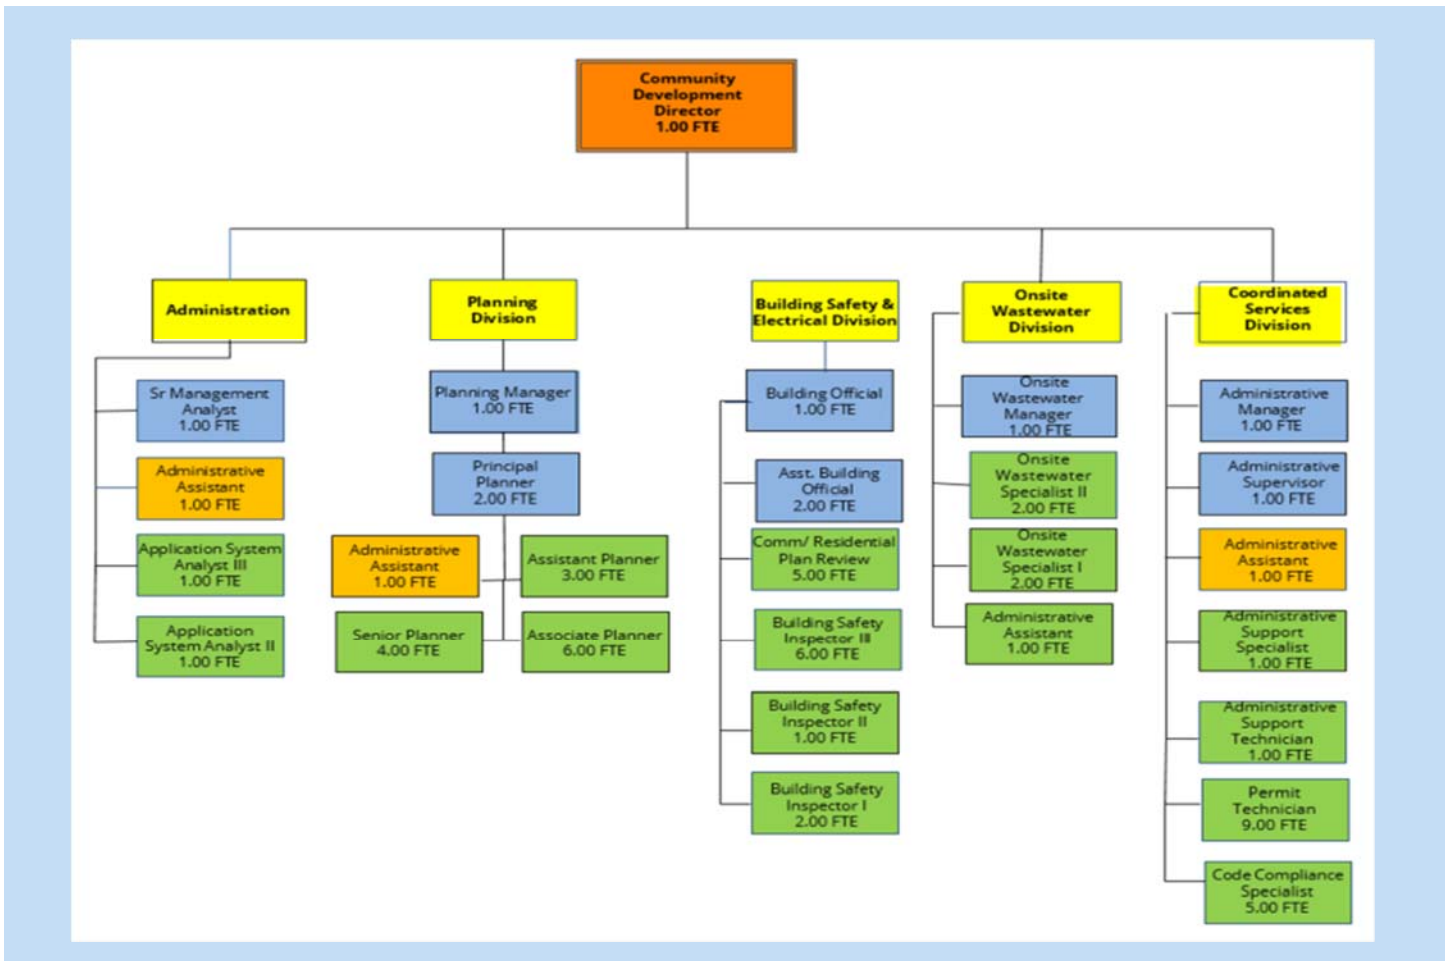 Community
Development
Director
1.00 FTE
Administration
Sr Management
Analyst
1.00 FTE
Administrative
Assistant
1.00 FTE
Application System
Analyst III
1.00 FTE
Application
System Analyst II
1.00 FTE
Planning
Division
Planning Manager
1.00 FTE
Principal
Planner
2.00 FTE
Administrative
Assistant
1.00 FTE
Assistant Planner
3.00 FTE
Senior Planner
4.00 FTE
Associate Planner
6.00 FTE
Building Safety &
Electrical Division
Building Official
1.00 FTE
Asst. Building
Official
2.00 FTE
Comm/ Residential
Plan Review
5.00 FTE
Building Safety
Inspector III
6.00 FTE
Building Safety
Inspector II
1.00 FTE
Building Safety
Inspector I
2.00 FTE
Onsite
Wastewater
Division
Onsite
Wastewater
Manager
1.00 FTE
Onsite
Wastewater
Specialist II
2.00 FTE
Onsite
Wastewater
Specialist I
2.00 FTE
Administrative
Assistant
1.00 FTE
Coordinated
Services
Division
Administrative
Manager
1.00 FTE
Administrative
Supervisor
1.00 FTE
Administrative
Assistant
1.00 FTE
Administrative
Support
Specialist
1.00 FTE
Administrative
Support
Technician
1.00 FTE
Permit
Technician
9.00 FTE
Code Compliance
Specialist
5.00 FTE